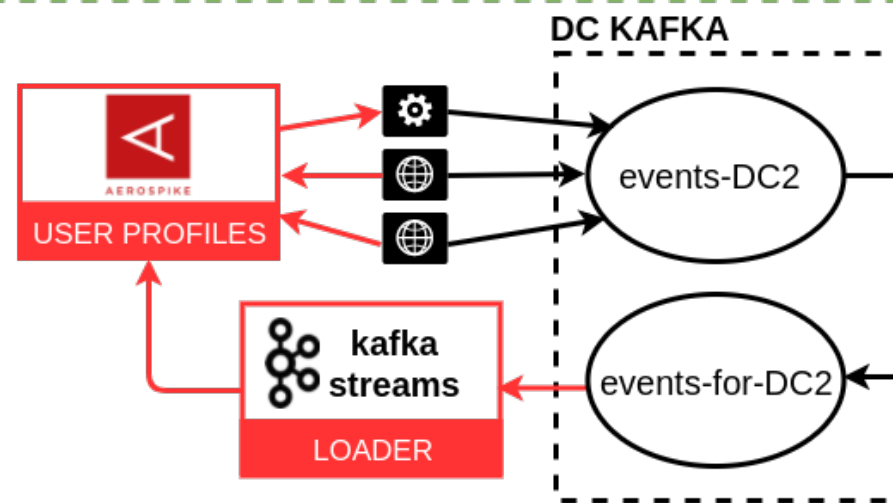 DC KAFKA
AEROSPIKE
USER PROFILES
events-DC2
kafka
streams
LOADER
events-for-DC2